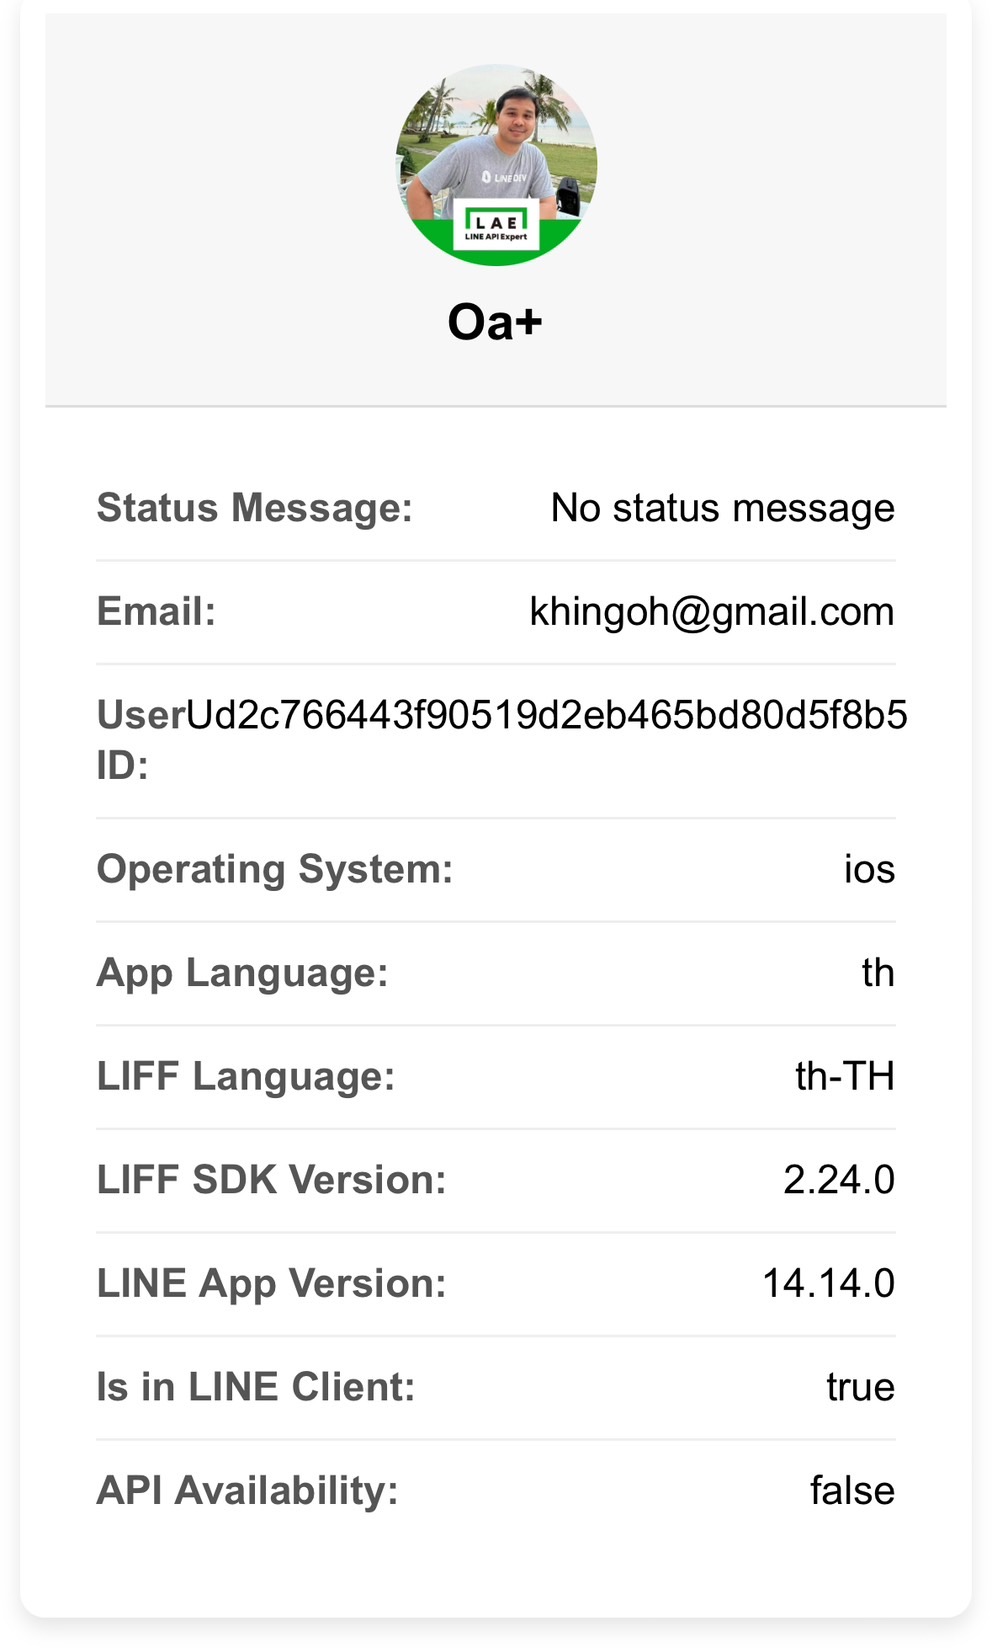 LINE DEV
LAE
LINE API Expert
Oa+
Status Message: No status message
Email: khingoh@gmail.com
UserUd2c766443f90519d2eb465bd80d5f8b5
ID:
Operating System: ios
App Language: th
LIFF Language: th-TH
LIFF SDK Version: 2.24.0
LINE App Version: 14.14.0
Is in LINE Client: true
API Availability: false